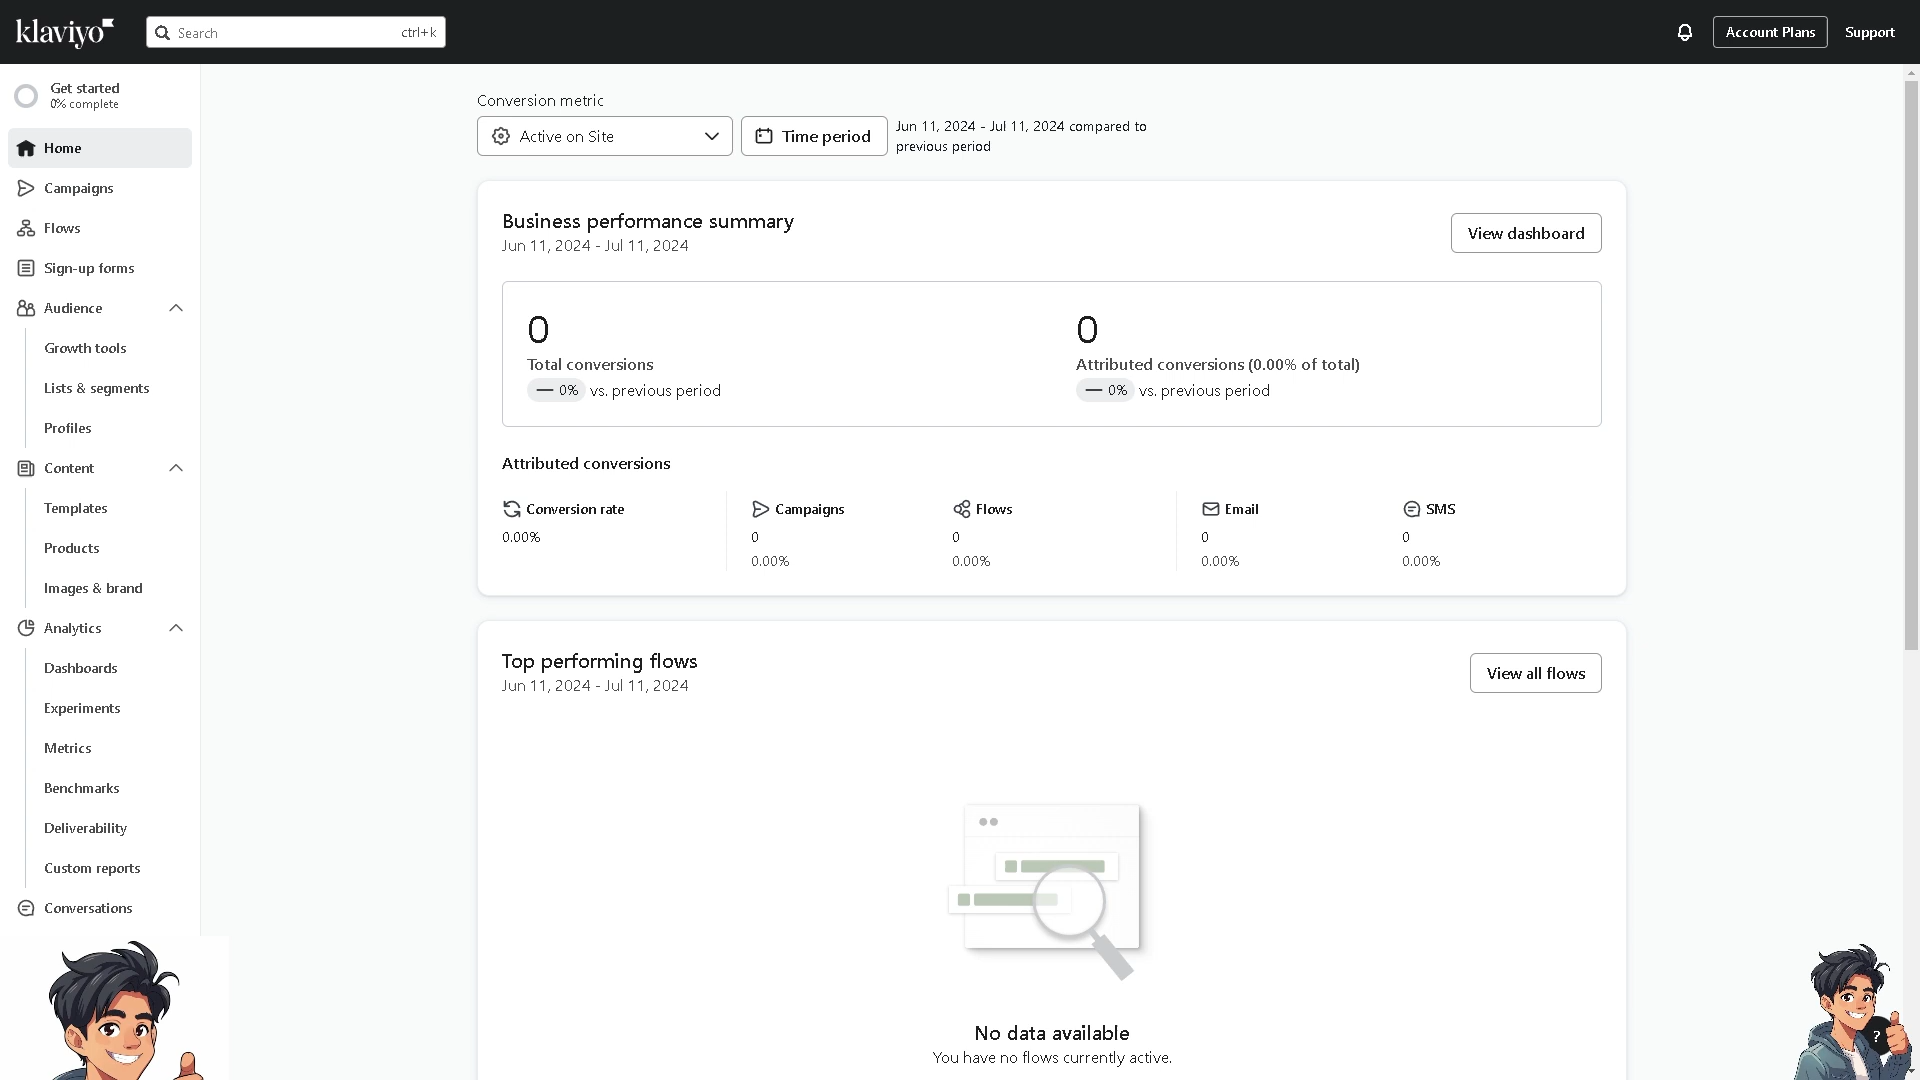 klaviyo
Search
ctrl+k
Account Plans
Support
Get started
0% complete
Home
Campaigns
Flows
Sign-up forms
Audience
Growth tools
Lists & segments
Profiles
Content
Templates
Products
Images & brand
Analytics
Dashboards
Experiments
Metrics
Benchmarks
Deliverability
Custom reports
Conversations
Conversion metric
Active on Site
Time period
Jun 11, 2024 - Jul 11, 2024 compared to
previous period
Business performance summary
Jun 11, 2024 - Jul 11, 2024
View dashboard
0
Total conversions
— 0% vs. previous period
0
Attributed conversions (0.00% of total)
— 0% vs. previous period
Attributed conversions
Conversion rate
0.00%
Campaigns
0
0.00%
Flows
0
0.00%
Email
0
0.00%
SMS
0
0.00%
Top performing flows
Jun 11, 2024 - Jul 11, 2024
View all flows
No data available
You have no flows currently active.
?